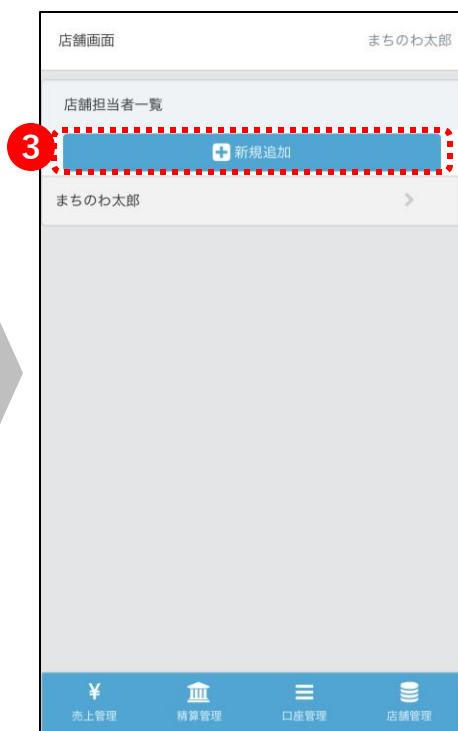 店舗画面 まちのわ太郎
店舗担当者一覧
3
新規追加
まちのわ太郎
売上管理 精算管理 口座管理 店舗管理